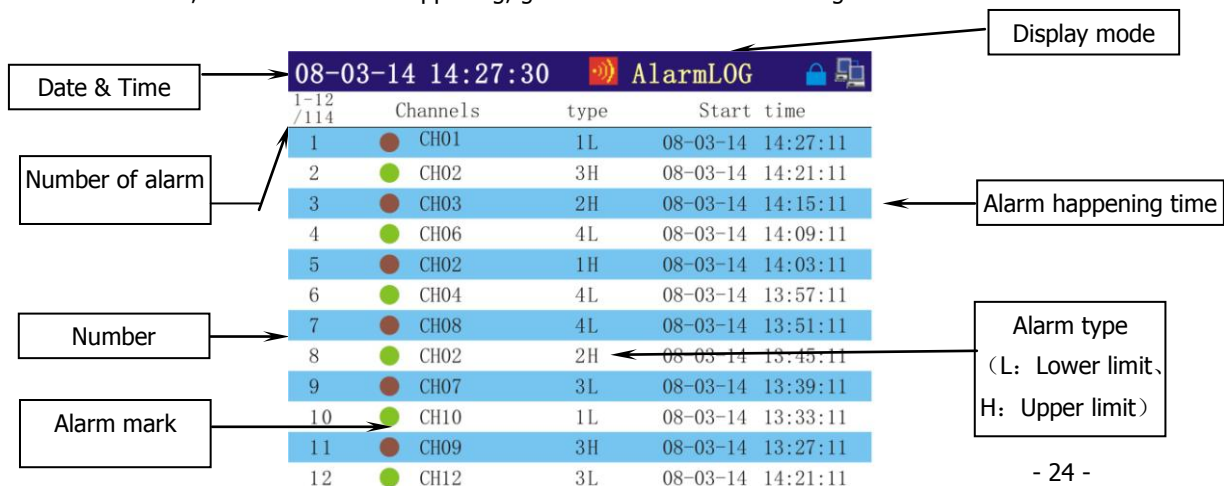 Display mode
Date & Time
08-03-14 14:27:30 AlarmLOG
1-12
/114 Channels type Start time
1 CH01 1L 08-03-14 14:27:11
2 CH02 3H 08-03-14 14:21:11
Number of alarm
3 CH03 2H 08-03-14 14:15:11
Alarm happening time
4 CH06 4L 08-03-14 14:09:11
5 CH02 1H 08-03-14 14:03:11
6 CH04 4L 08-03-14 13:57:11
7 CH08 4L 08-03-14 13:51:11
Number
8 CH02 2H 08-03-14 13:45:11
Alarm type
（L：Lower limit、
H：Upper limit）
9 CH07 3L 08-03-14 13:39:11
10 CH10 1L 08-03-14 13:33:11
Alarm mark
11 CH09 3H 08-03-14 13:27:11
12 CH12 3L 08-03-14 14:21:11
- 24 -